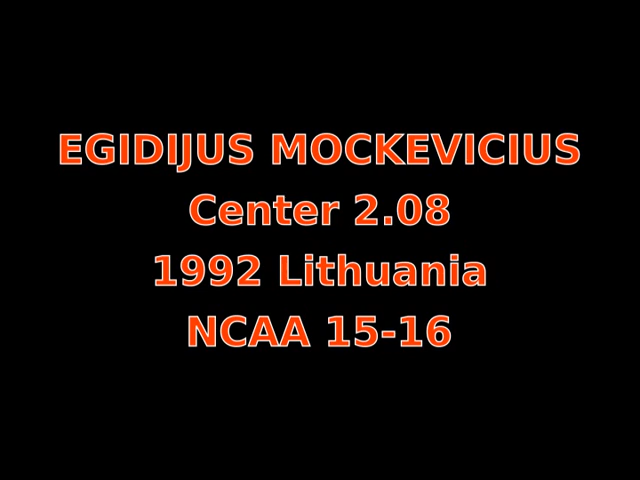 EGIDIJUS MOCKEVICIUS
Center 2.08
1992 Lithuania
NCAA 15-16